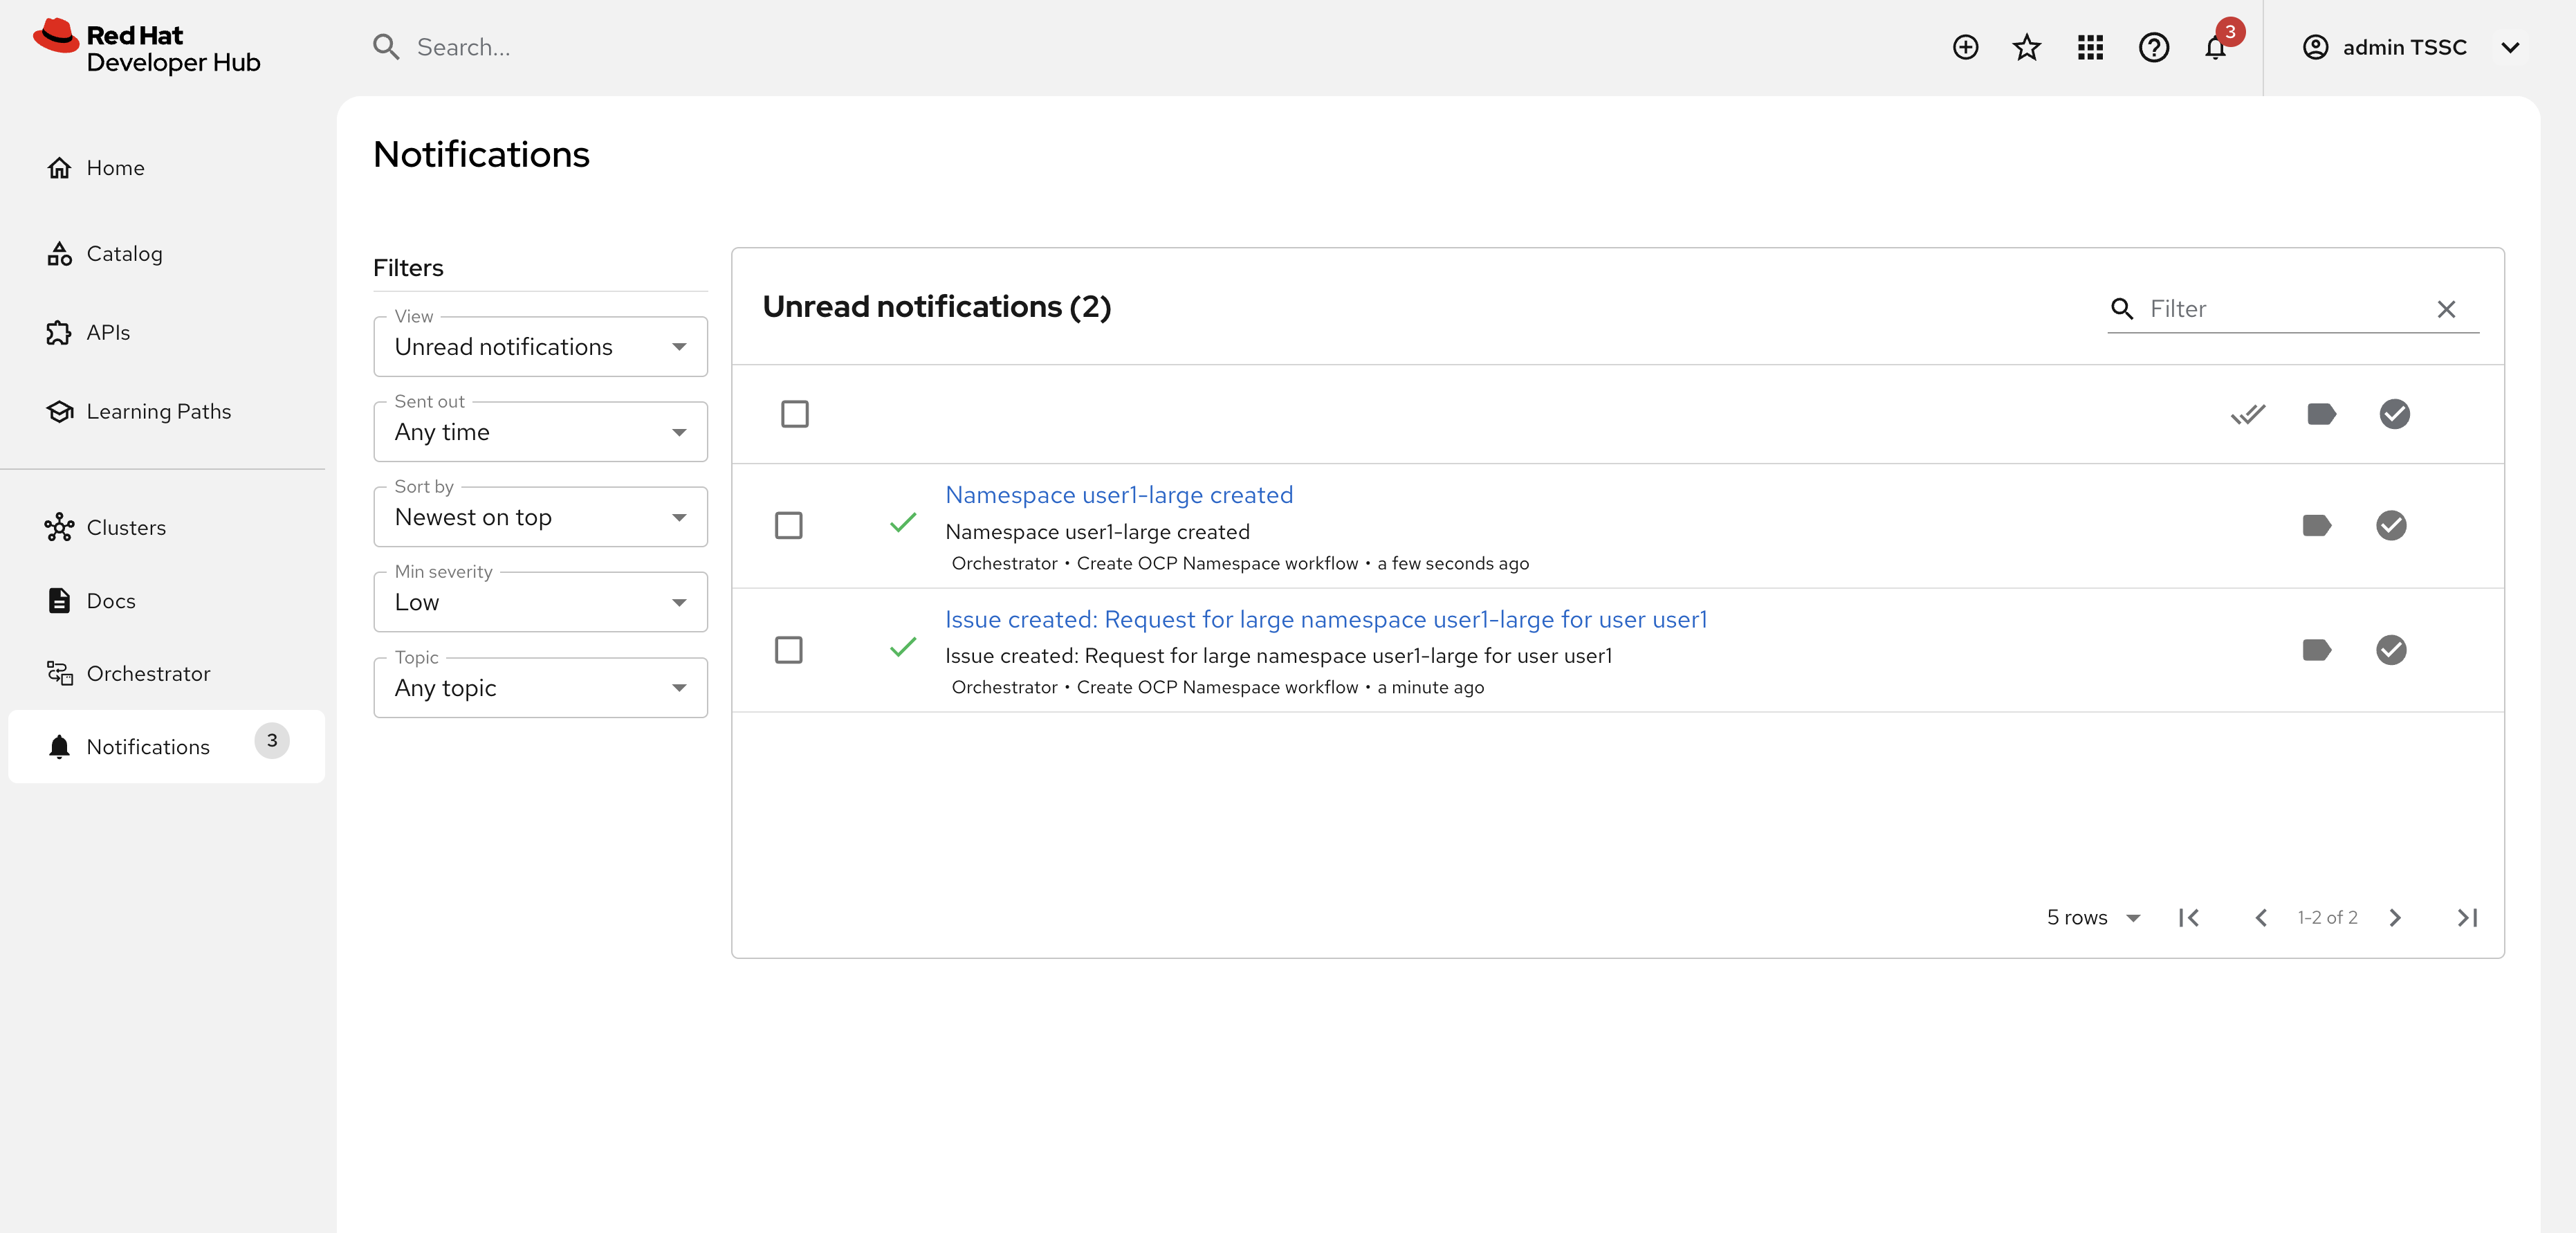 Red Hat
Developer Hub
Search...
3
admin TSSC
Home
Catalog
APIs
Learning Paths
Clusters
Docs
Orchestrator
Notifications 3
Notifications
Filters
View
Unread notifications
Sent out
Any time
Sort by
Newest on top
Min severity
Low
Topic
Any topic
Unread notifications (2)
Filter
Namespace user1-large created
Namespace user1-large created
Orchestrator • Create OCP Namespace workflow • a few seconds ago
Issue created: Request for large namespace user1-large for user user1
Issue created: Request for large namespace user1-large for user user1
Orchestrator • Create OCP Namespace workflow • a minute ago
5 rows
1-2 of 2